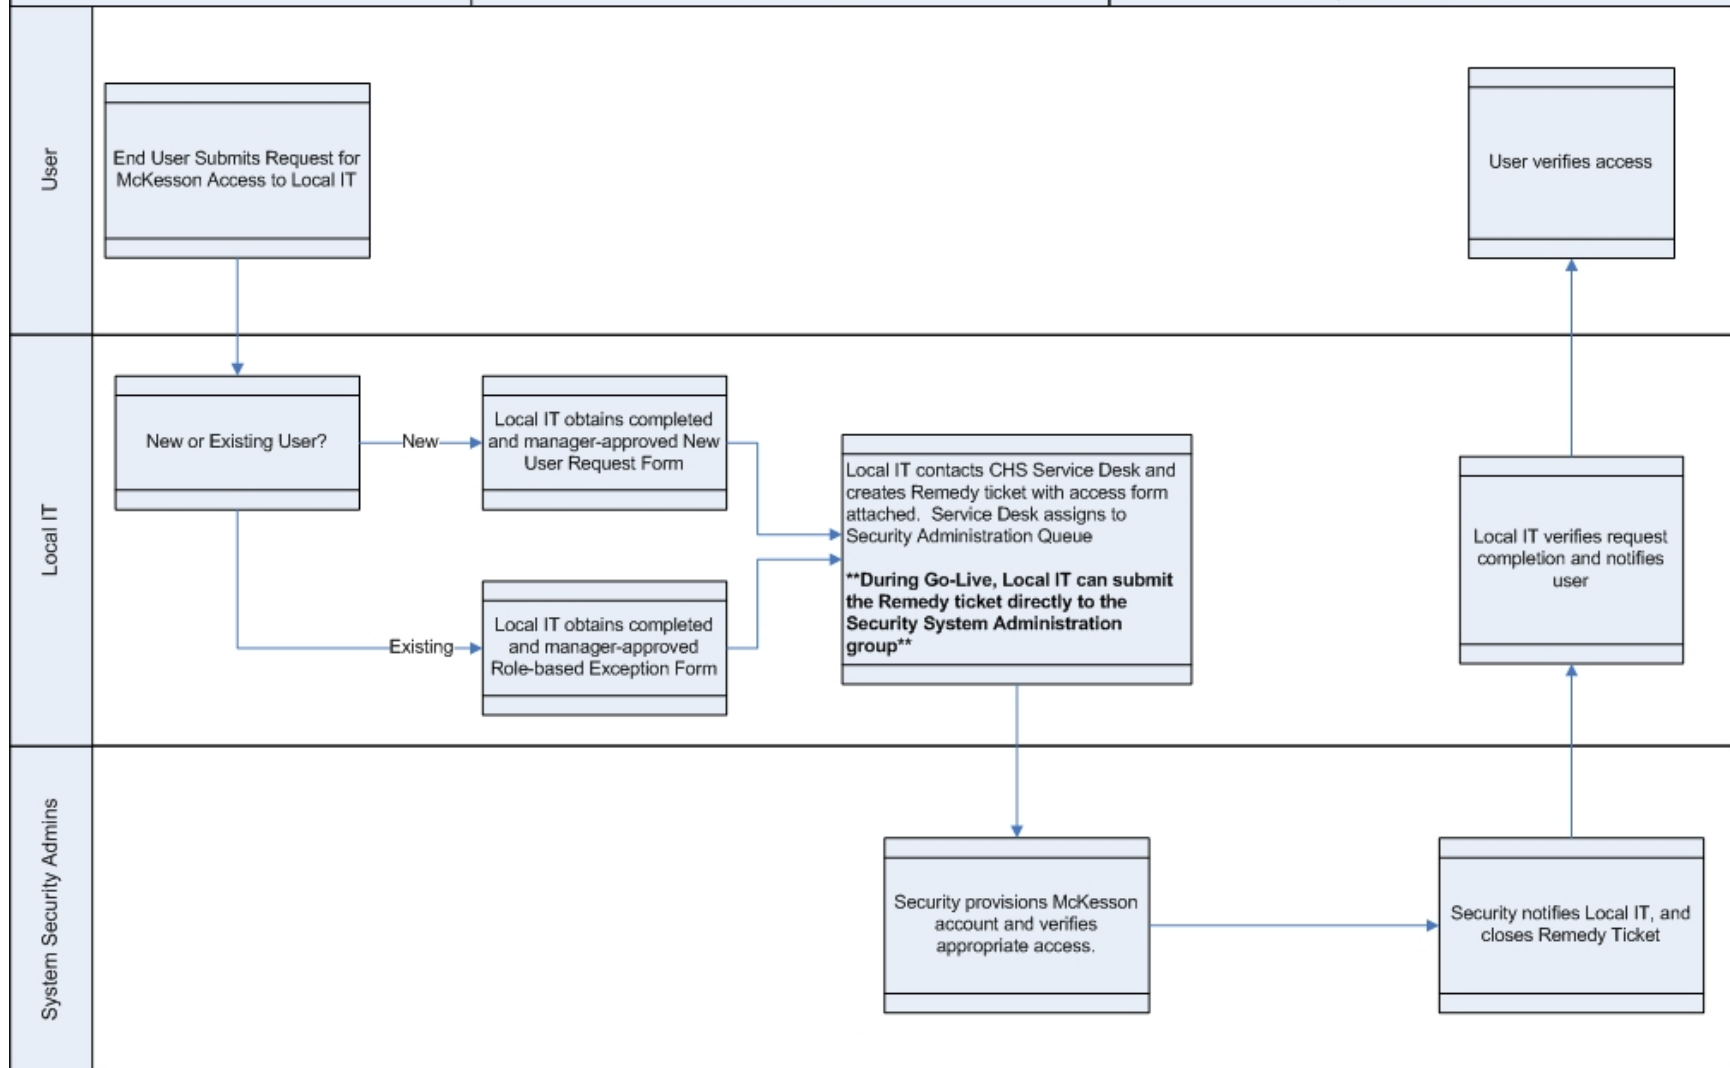 User
End User Submits Request for
McKesson Access to Local IT
User verifies access
Local IT
New or Existing User?
New
Local IT obtains completed
and manager-approved New
User Request Form
Existing
Local IT obtains completed
and manager-approved
Role-based Exception Form
Local IT contacts CHS Service Desk and
creates Remedy ticket with access form
attached.  Service Desk assigns to
Security Administration Queue
**During Go-Live, Local IT can submit
the Remedy ticket directly to the
Security System Administration
group**
Local IT verifies request
completion and notifies
user
System Security Admins
Security provisions McKesson
account and verifies
appropriate access.
Security notifies Local IT, and
closes Remedy Ticket